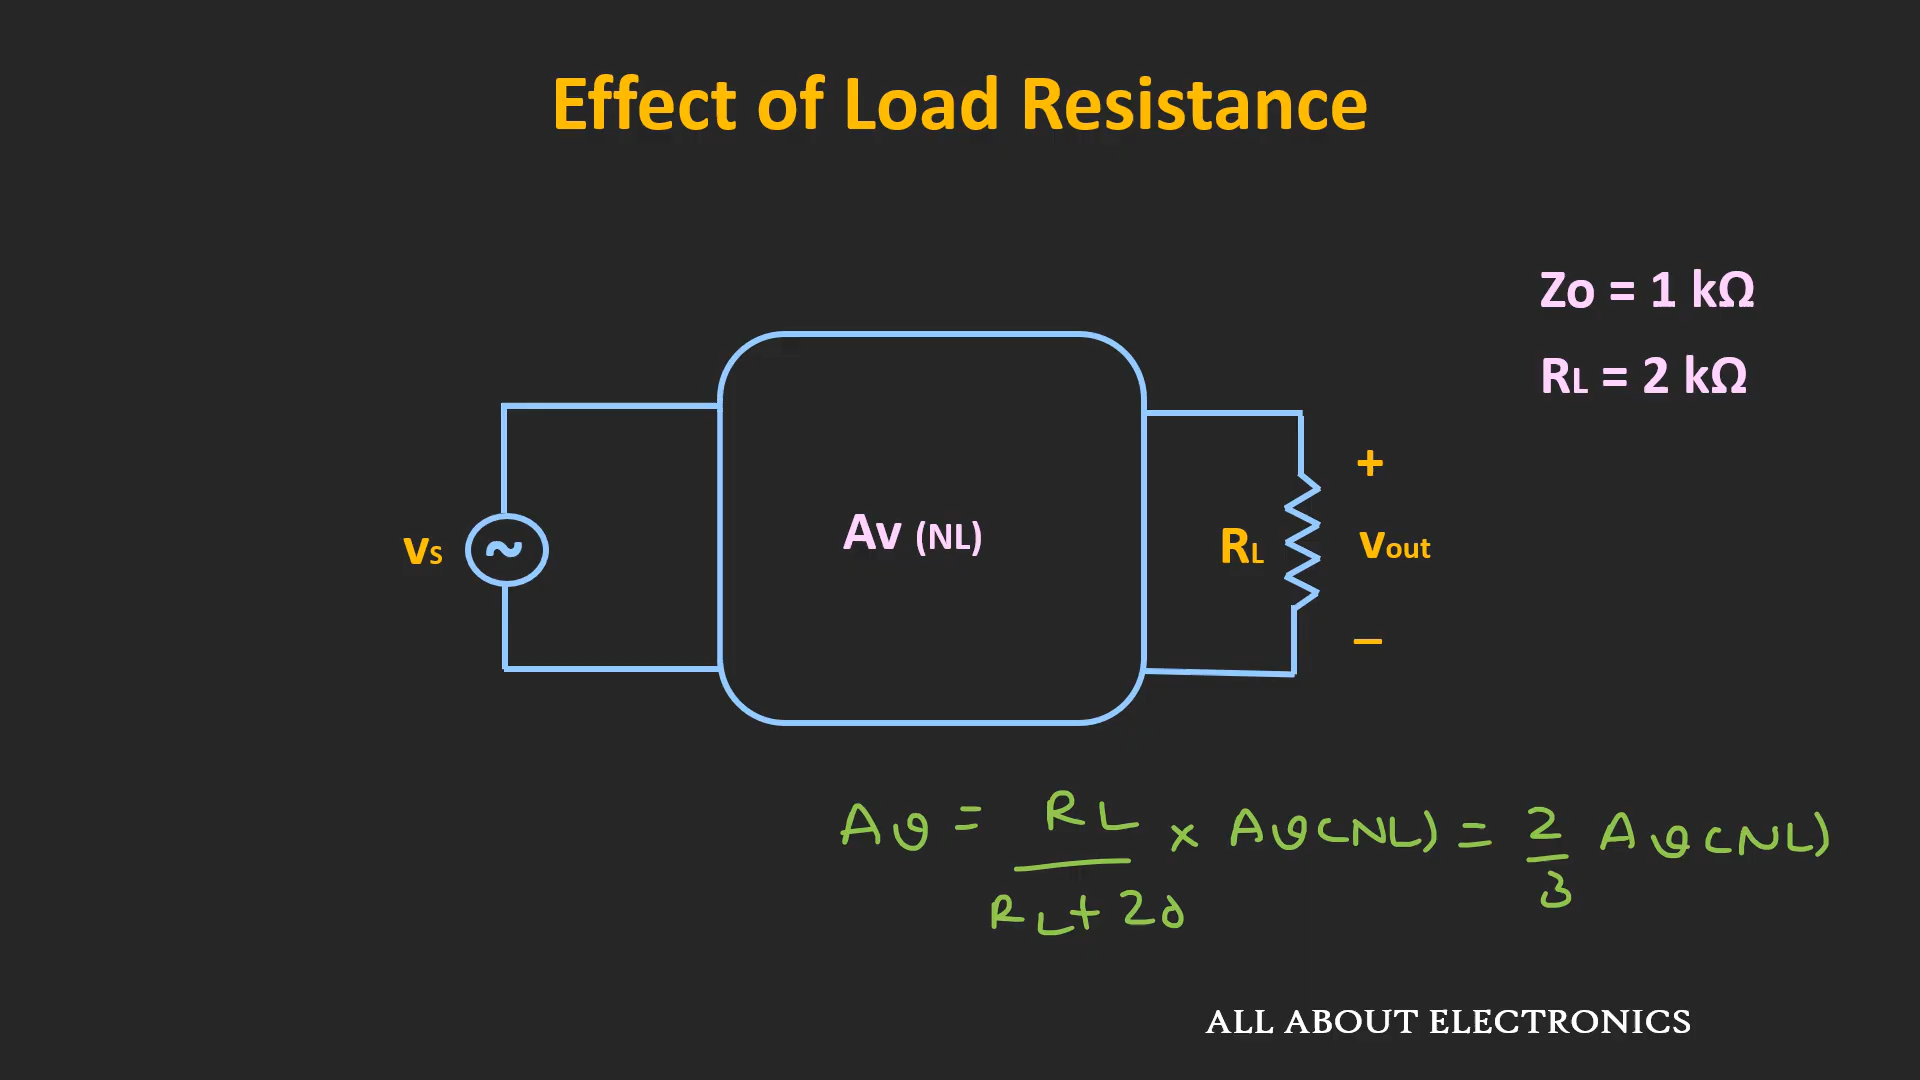 Effect of Load Resistance
Zo = 1 kΩ
RL = 2 kΩ
+
vs ~ Av (NL) RL vout
–
Av = RL / RL + Zo × Av(NL) = 2/3 Av(NL)
ALL ABOUT ELECTRONICS